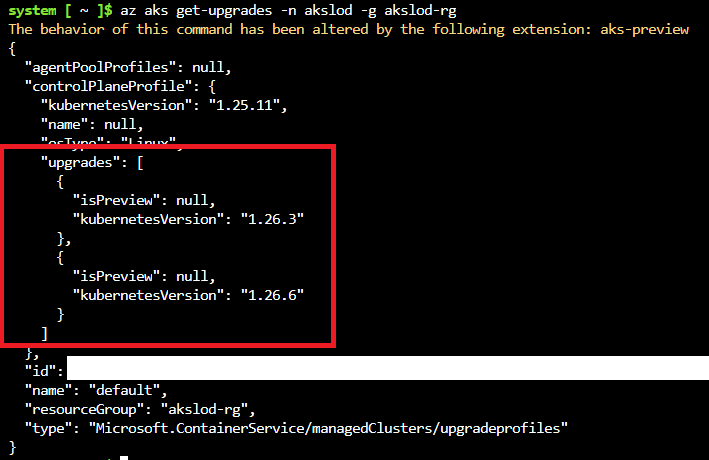 system [ ~ ]$ az aks get-upgrades -n akslod -g akslod-rg
The behavior of this command has been altered by the following extension: aks-preview
{
"agentPoolProfiles": null,
"controlPlaneProfile": {
"kubernetesVersion": "1.25.11",
"name": null,
"osType": "Linux",
"upgrades": [
{
"isPreview": null,
"kubernetesVersion": "1.26.3"
},
{
"isPreview": null,
"kubernetesVersion": "1.26.6"
}
]
},
"id":
"name": "default",
"resourceGroup": "akslod-rg",
"type": "Microsoft.ContainerService/managedClusters/upgradeprofiles"
}